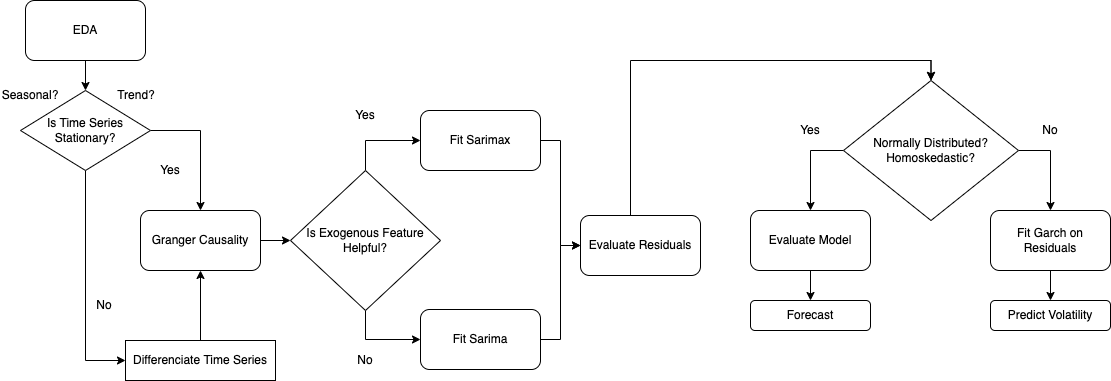 EDA
Seasonal?
Trend?
Is Time Series
Stationary?
Yes
No
Differenciate Time Series
Granger Causality
Is Exogenous Feature
Helpful?
Yes
Fit Sarimax
No
Fit Sarima
Evaluate Residuals
Normally Distributed?
Homoskedastic?
Yes
Evaluate Model
Forecast
No
Fit Garch on
Residuals
Predict Volatility